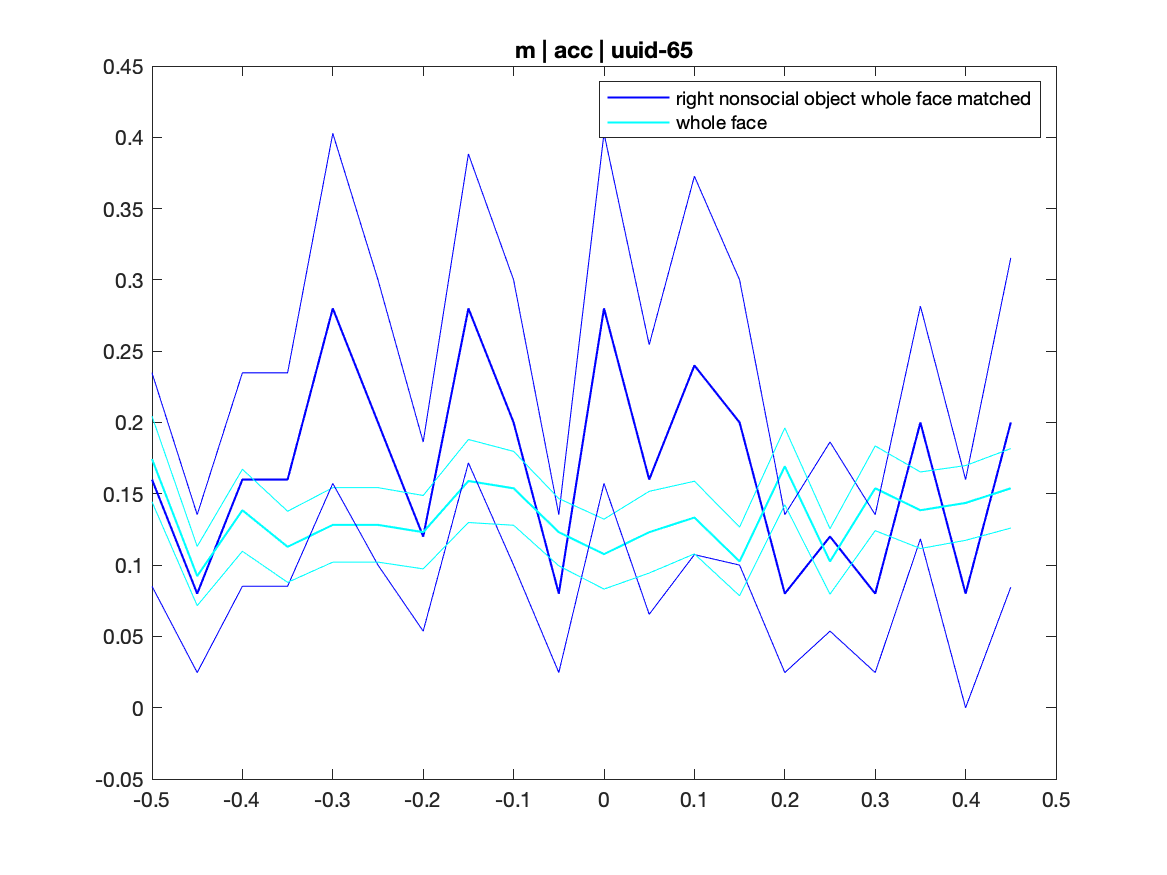 m | acc | uuid-65
right nonsocial object whole face matched
whole face
0.45
0.4
0.35
0.3
0.25
0.2
0.15
0.1
0.05
0
-0.05
-0.5 -0.4 -0.3 -0.2 -0.1 0 0.1 0.2 0.3 0.4 0.5